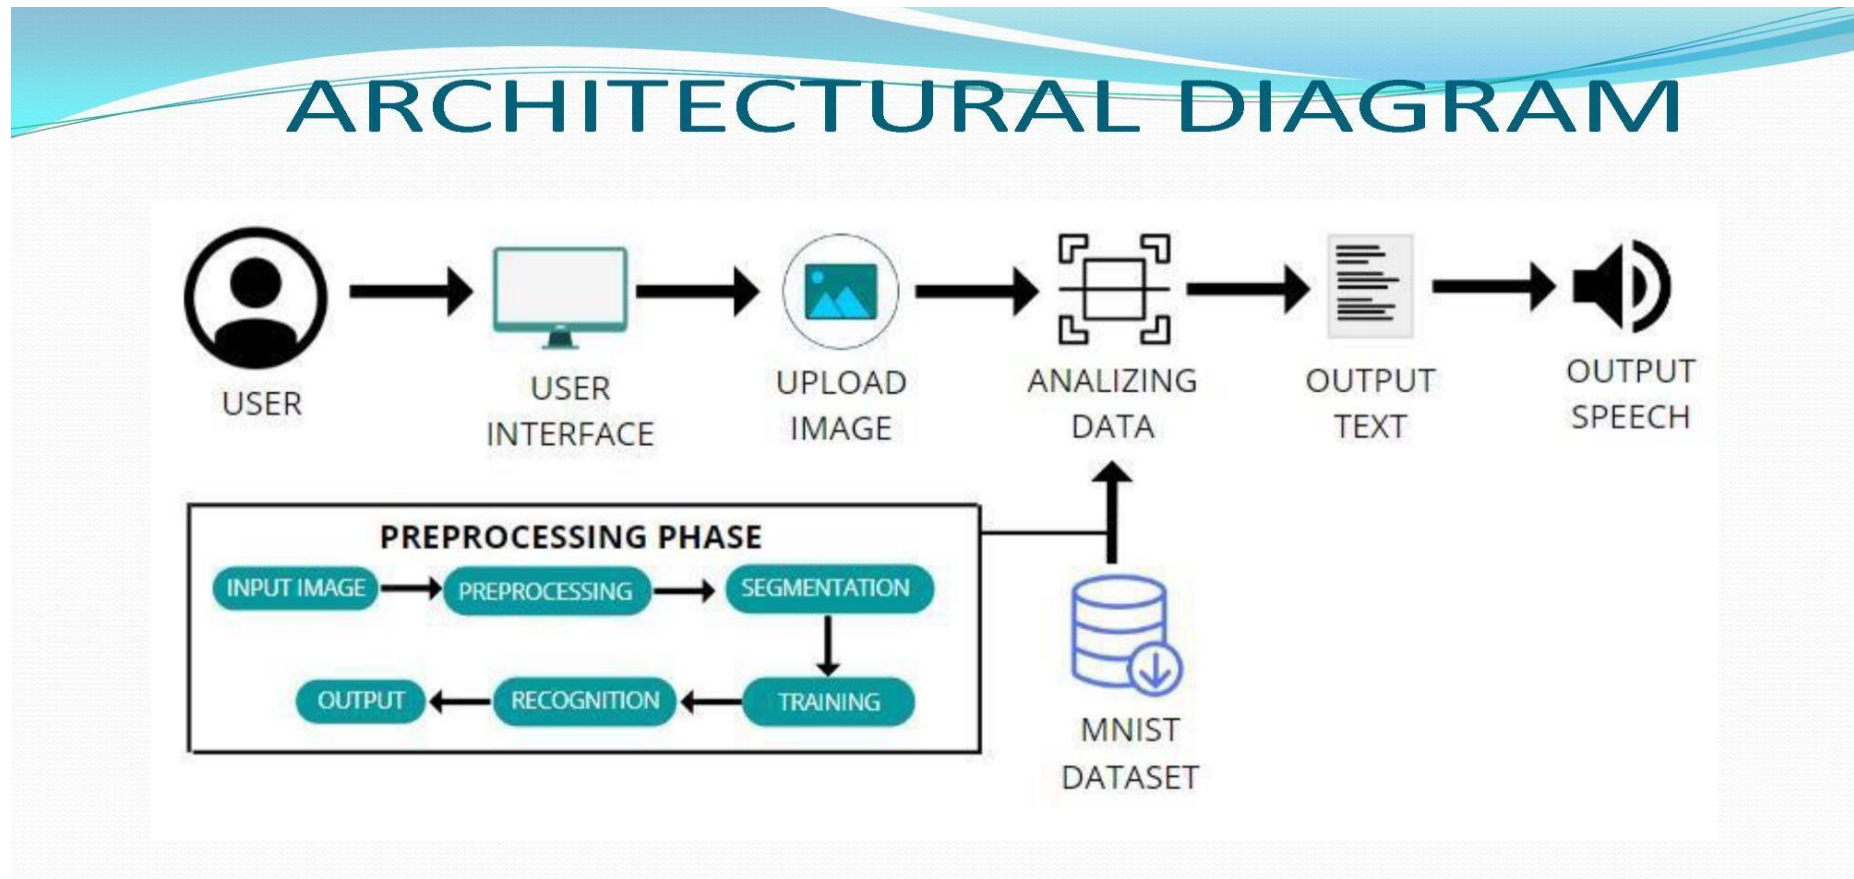 ARCHITECTURAL DIAGRAM
USER
USER
INTERFACE
UPLOAD
IMAGE
ANALIZING
DATA
OUTPUT
TEXT
OUTPUT
SPEECH
PREPROCESSING PHASE
INPUT IMAGE
PREPROCESSING
SEGMENTATION
OUTPUT
RECOGNITION
TRAINING
MNIST
DATASET